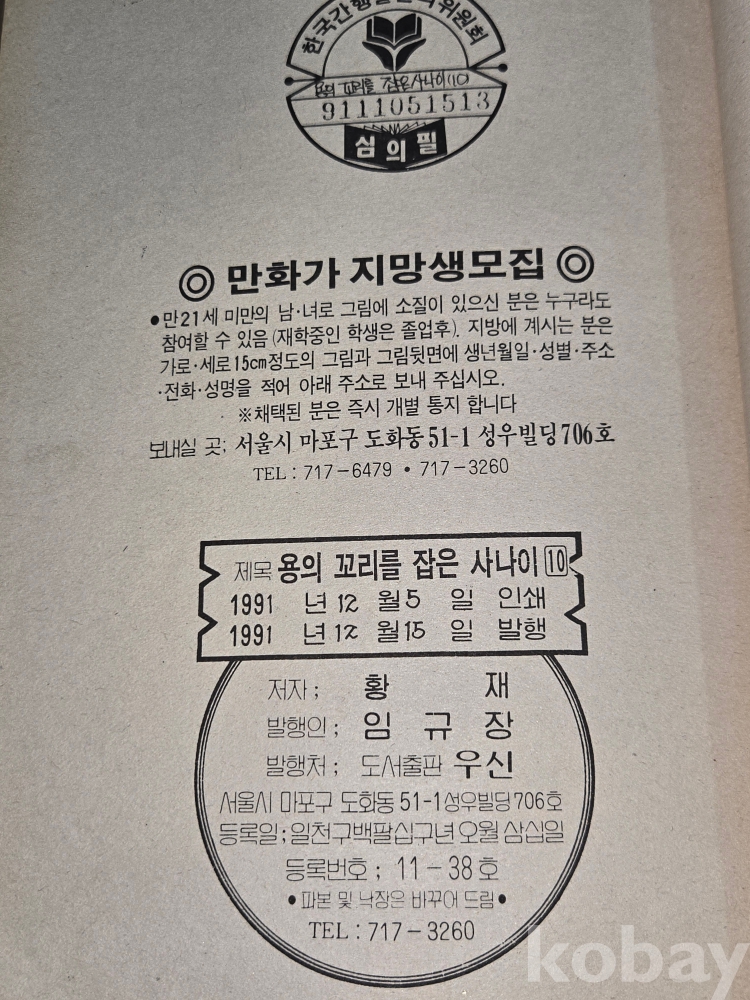 한국간행물윤리위원회
용의 꼬리를 잡은 사나이(10)
9111051513
심의필
◎ 만화가 지망생모집 ◎
•만21세 미만의 남·녀로 그림에 소질이 있으신 분은 누구라도
참여할 수 있음 (재학중인 학생은 졸업후). 지방에 계시는 분은
가로·세로15cm정도의 그림과 그림뒷면에 생년월일·성별·주소
·전화·성명을 적어 아래 주소로 보내 주십시오.
※채택된 분은 즉시 개별 통지 합니다
보내실 곳; 서울시 마포구 도화동 51-1 성우빌딩 706호
TEL : 717-6479 • 717-3260
제목 용의 꼬리를 잡은 사나이 10
1991 년 12 월 5 일 인쇄
1991 년 12 월 15 일 발행
저자 ; 황 재
발행인 ; 임 규 장
발행처 ; 도서출판 우신
서울시 마포구 도화동 51-1 성우빌딩 706호
등록일 ; 일천구백팔십구년 오월 삼십일
등록번호 ; 11-38호
•파본 및 낙장은 바꾸어 드림•
TEL : 717-3260
kobay